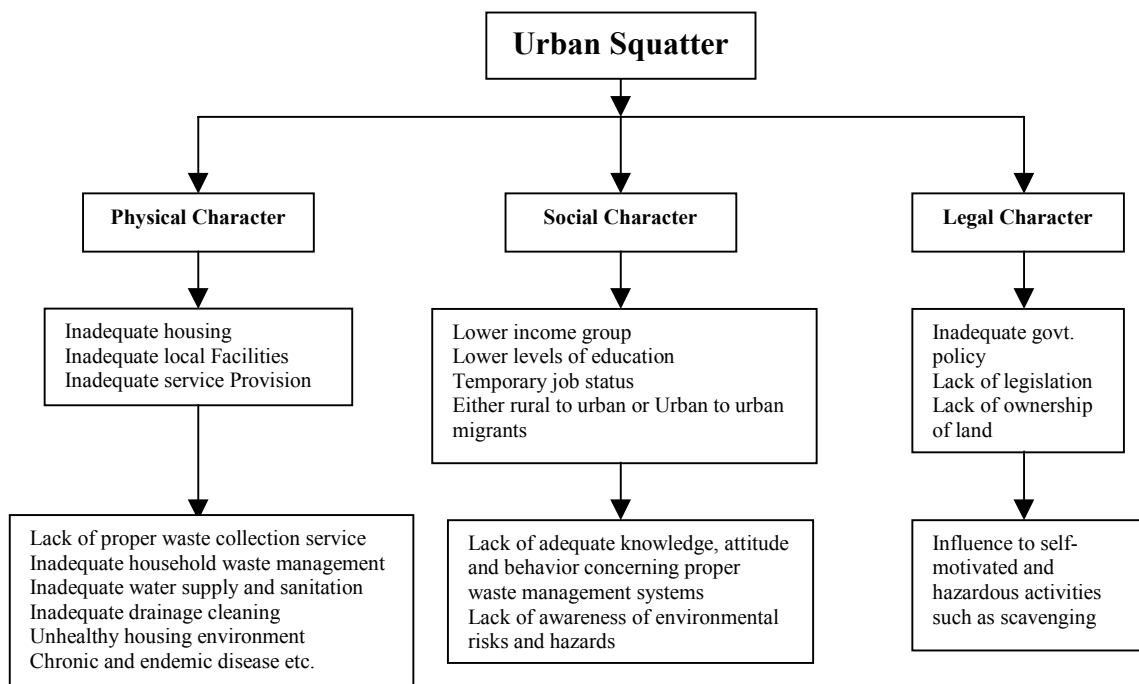 Urban Squatter
Physical Character
Social Character
Legal Character
Inadequate housing
Inadequate local Facilities
Inadequate service Provision
Lower income group
Lower levels of education
Temporary job status
Either rural to urban or Urban to urban
migrants
Inadequate govt.
policy
Lack of legislation
Lack of ownership
of land
Lack of proper waste collection service
Inadequate household waste management
Inadequate water supply and sanitation
Inadequate drainage cleaning
Unhealthy housing environment
Chronic and endemic disease etc.
Lack of adequate knowledge, attitude
and behavior concerning proper
waste management systems
Lack of awareness of environmental
risks and hazards
Influence to self-
motivated and
hazardous activities
such as scavenging